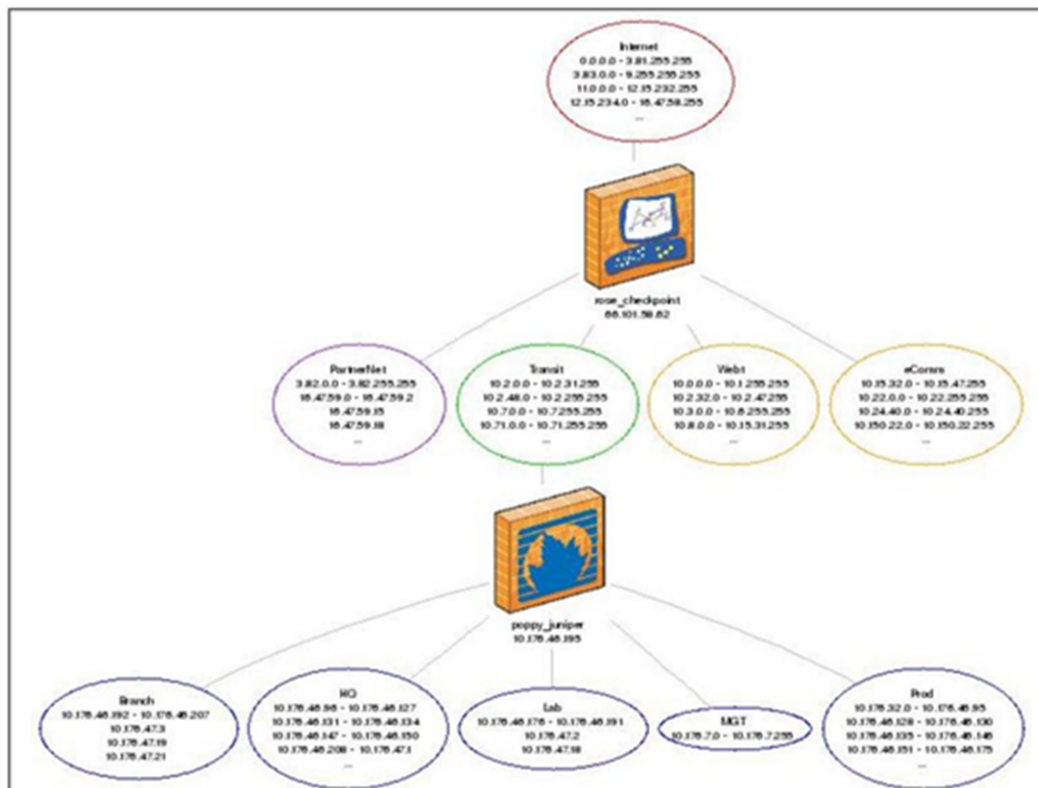 Internet
0.0.0.0 - 3.81.255.255
3.83.0.0 - 9.255.255.255
11.0.0.0 - 12.15.232.255
12.15.234.0 - 16.47.58.255
...
rose_checkpoint
66.101.58.62
PartnerNet
3.82.0.0 - 3.82.255.255
16.47.59.0 - 16.47.59.2
16.47.59.15
16.47.59.18
...
Transit
10.2.0.0 - 10.2.31.255
10.2.48.0 - 10.2.255.255
10.7.0.0 - 10.7.255.255
10.71.0.0 - 10.71.255.255
...
Web1
10.0.0.0 - 10.1.255.255
10.2.32.0 - 10.2.47.255
10.3.0.0 - 10.6.255.255
10.8.0.0 - 10.15.31.255
...
eComm
10.15.32.0 - 10.15.47.255
10.22.0.0 - 10.22.255.255
10.24.40.0 - 10.24.40.255
10.150.22.0 - 10.150.22.255
...
poppy_juniper
10.176.46.195
Branch
10.176.46.192 - 10.176.46.207
10.176.47.3
10.176.47.19
10.176.47.21
HQ
10.176.46.96 - 10.176.46.127
10.176.46.131 - 10.176.46.134
10.176.46.147 - 10.176.46.150
10.176.46.208 - 10.176.47.1
...
Lab
10.176.46.176 - 10.176.46.191
10.176.47.2
10.176.47.18
MGT
10.176.7.0 - 10.176.7.255
Prod
10.176.32.0 - 10.176.46.95
10.176.46.128 - 10.176.46.130
10.176.46.135 - 10.176.46.146
10.176.46.151 - 10.176.46.175
...